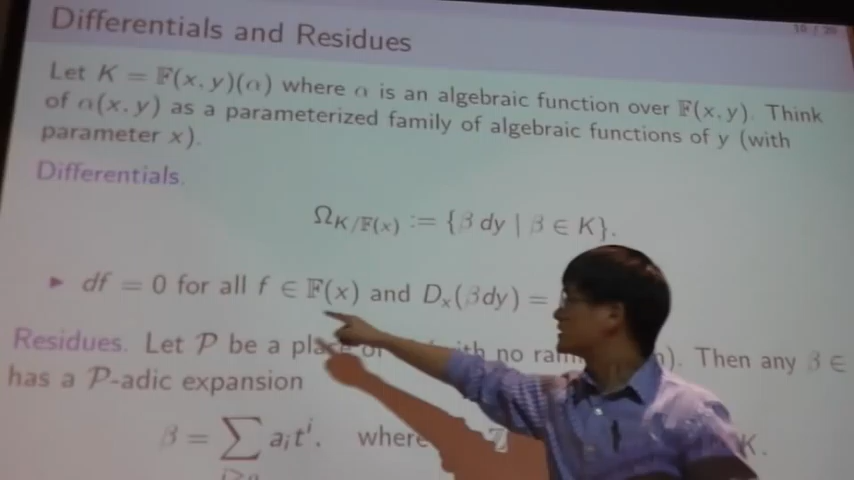 Differentials and Residues
Let K = 𝔽(x, y)(α) where α is an algebraic function over 𝔽(x, y). Think
of α(x, y) as a parameterized family of algebraic functions of y (with
parameter x).
Differentials.
Ω_{K/𝔽(x)} := {β dy | β ∈ K}.
► df = 0 for all f ∈ 𝔽(x) and D_x(βdy) =
Residues. Let 𝒫 be a place no Then any β ∈
has a 𝒫-adic expansion
β = ∑ a_i t^i. where K.